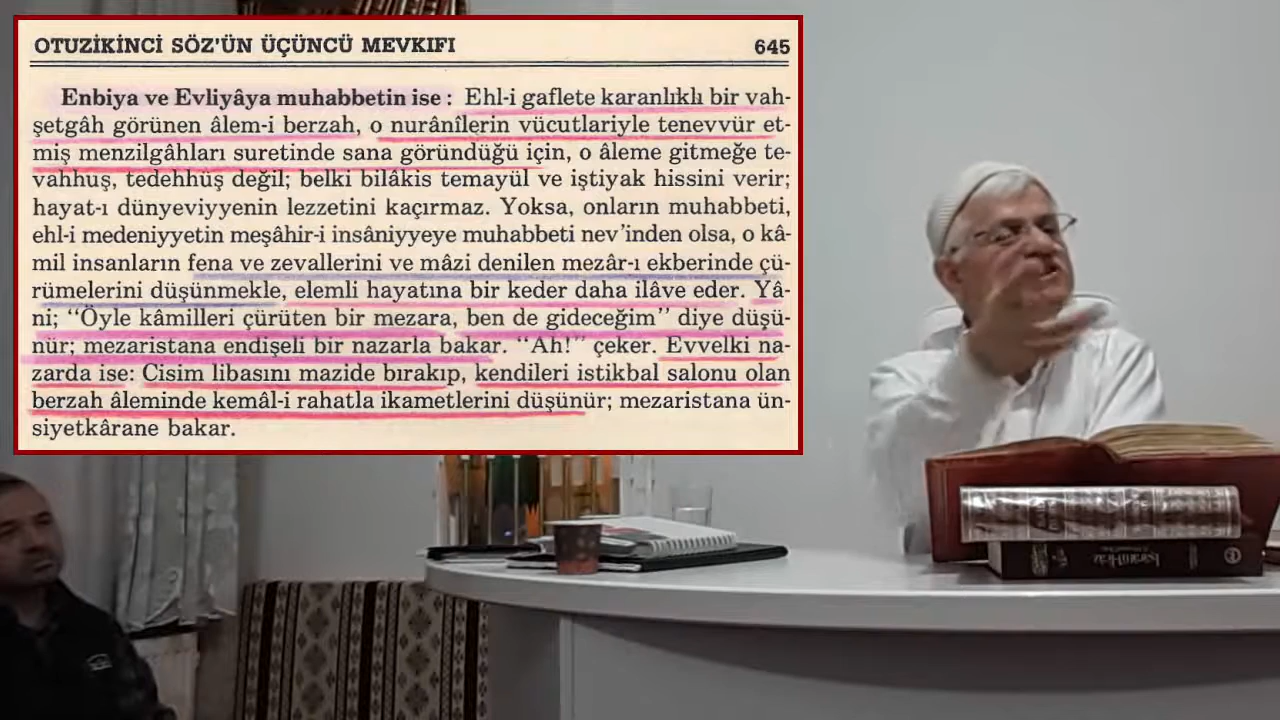 OTUZİKİNCİ SÖZ'ÜN ÜÇÜNCÜ MEVKIFI 645
Enbiya ve Evliyâya muhabbetin ise : Ehl-i gaflete karanlıklı bir vah-
şetgâh görünen âlem-i berzah, o nurânîlerin vücutlariyle tenevvür et-
miş menzilgâhları suretinde sana göründüğü için, o âleme gitmeğe te-
vahhuş, tedehhüş değil; belki bilâkis temayül ve iştiyak hissini verir;
hayat-ı dünyeviyyenin lezzetini kaçırmaz. Yoksa, onların muhabbeti,
ehl-i medeniyyetin meşâhir-i insâniyyeye muhabbeti nev'inden olsa, o kâ-
mil insanların fena ve zevallerini ve mâzi denilen mezâr-ı ekberinde çü-
rümelerini düşünmekle, elemli hayatına bir keder daha ilâve eder. Yâ-
ni; "Öyle kâmilleri çürüten bir mezara, ben de gideceğim" diye düşü-
nür; mezaristana endişeli bir nazarla bakar. "Ah!" çeker. Evvelki na-
zarda ise: Cisim libasını mazide bırakıp, kendileri istikbal salonu olan
berzah âleminde kemâl-i rahatla ikametlerini düşünür; mezaristana ün-
siyetkârane bakar.